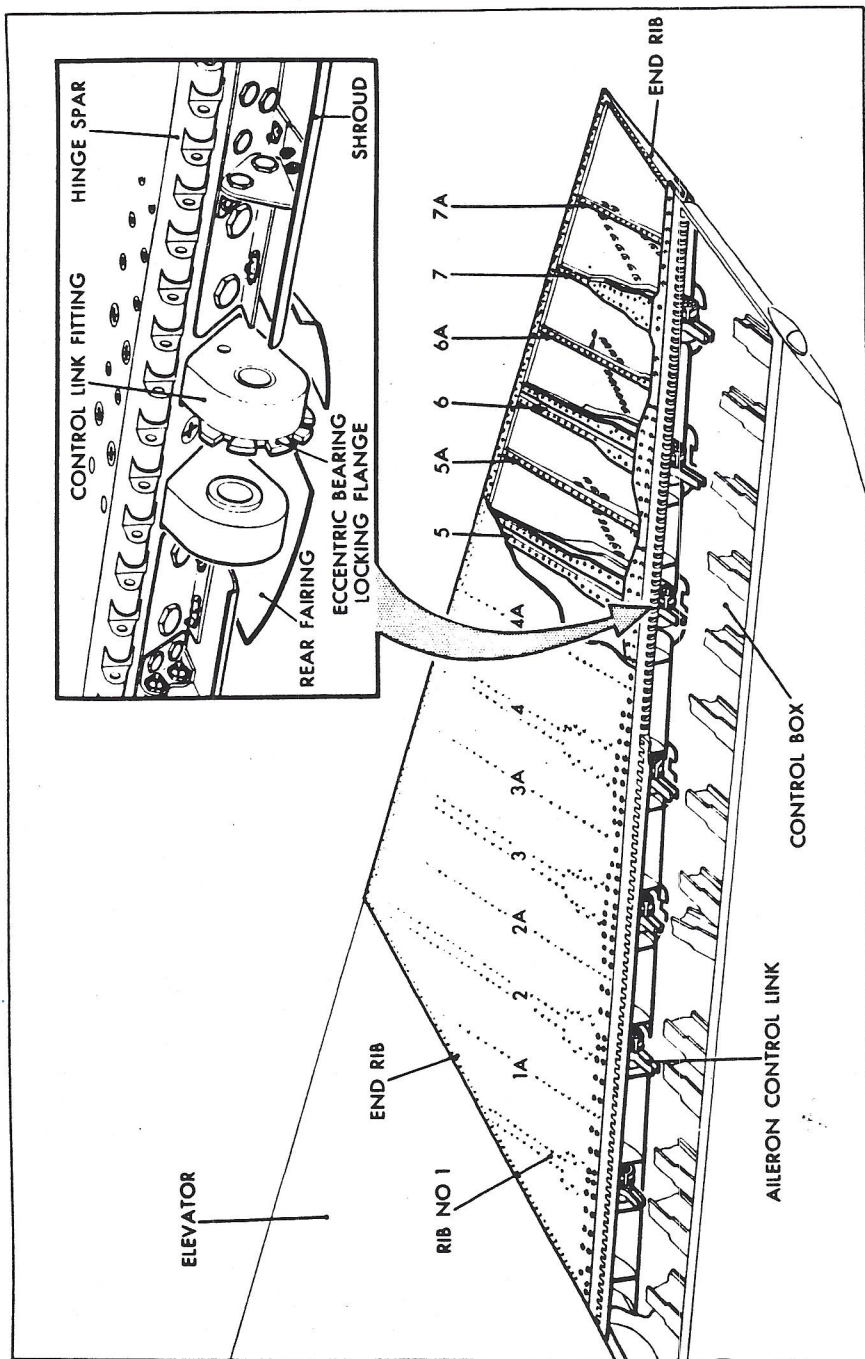 HINGE SPAR
CONTROL LINK FITTING
SHROUD
ECCENTRIC BEARING
LOCKING FLANGE
REAR FAIRING
END RIB
7A
7
6A
6
5A
5
4A
4
3A
3
2A
2
1A
END RIB
ELEVATOR
RIB NO 1
CONTROL BOX
AILERON CONTROL LINK